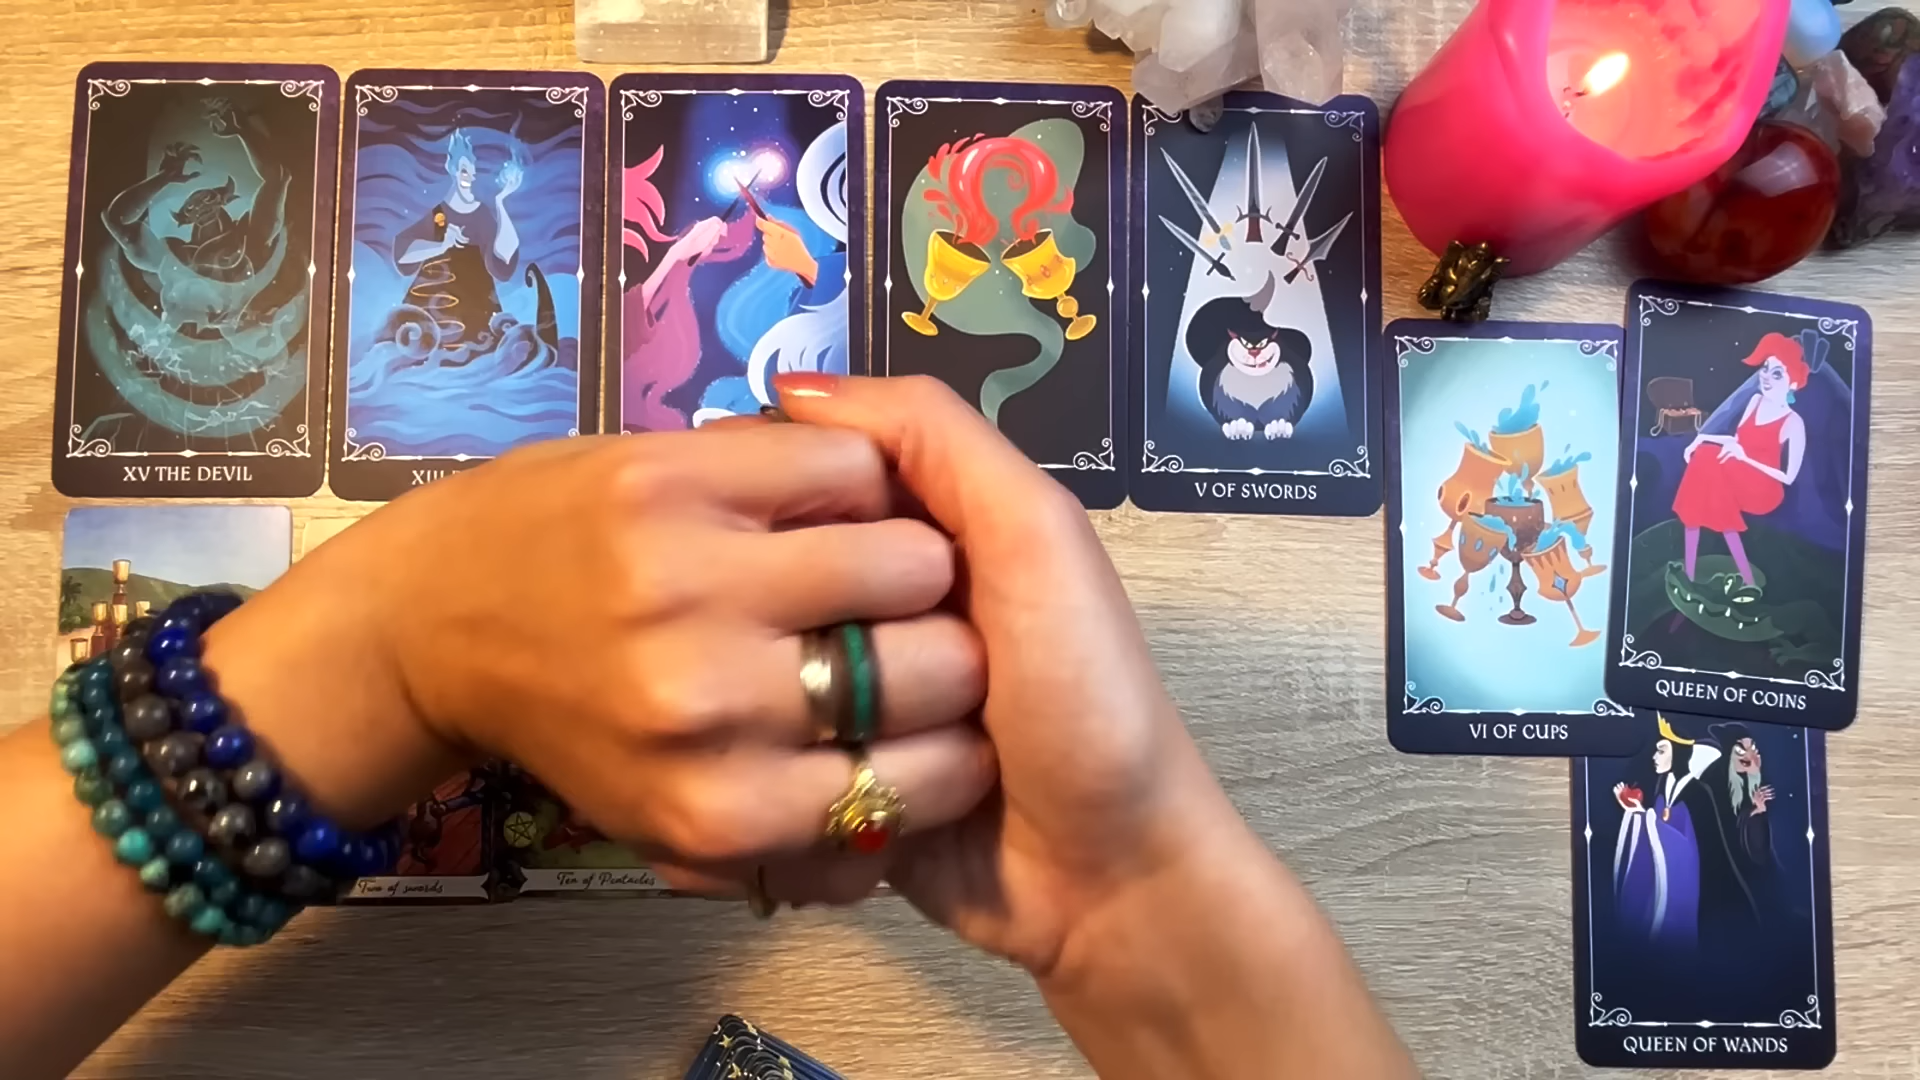 XV THE DEVIL
XIII
V OF SWORDS
VI OF CUPS
QUEEN OF COINS
Two of swords
Ten of Pentacles
QUEEN OF WANDS